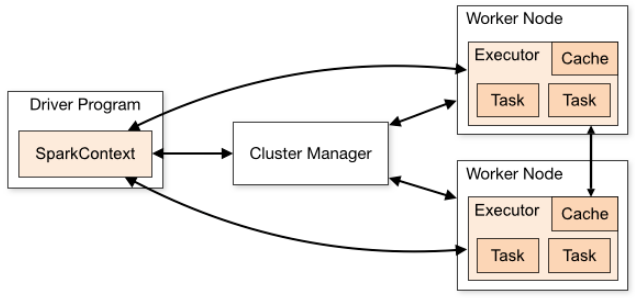 Driver Program
SparkContext
Cluster Manager
Worker Node
Executor
Cache
Task
Task
Worker Node
Executor
Cache
Task
Task